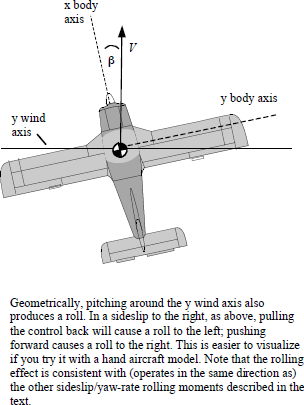 x body
axis
V
β
y body axis
y wind
axis
Geometrically, pitching around the y wind axis also
produces a roll. In a sideslip to the right, as above, pulling
the control back will cause a roll to the left; pushing
forward causes a roll to the right. This is easier to visualize
if you try it with a hand aircraft model. Note that the rolling
effect is consistent with (operates in the same direction as)
the other sideslip/yaw-rate rolling moments described in the
text.